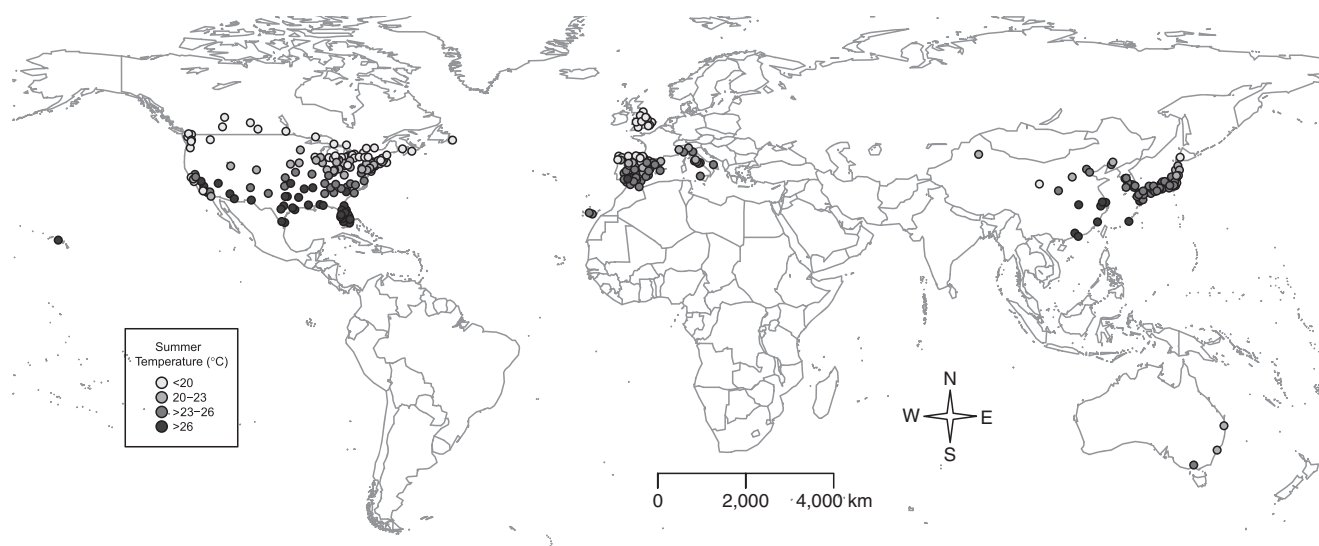 Summer
Temperature (°C)
<20
20–23
>23–26
>26
N
W E
S
0 2,000 4,000 km